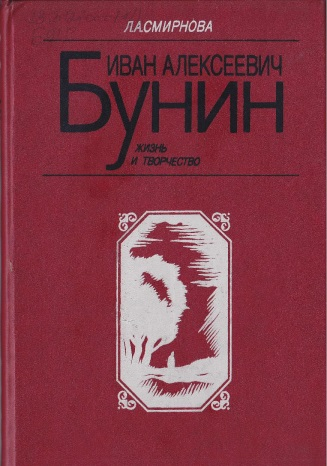 Л.А.СМИРНОВА
ИВАН АЛЕКСЕЕВИЧ
БУНИН
ЖИЗНЬ
И ТВОРЧЕСТВО